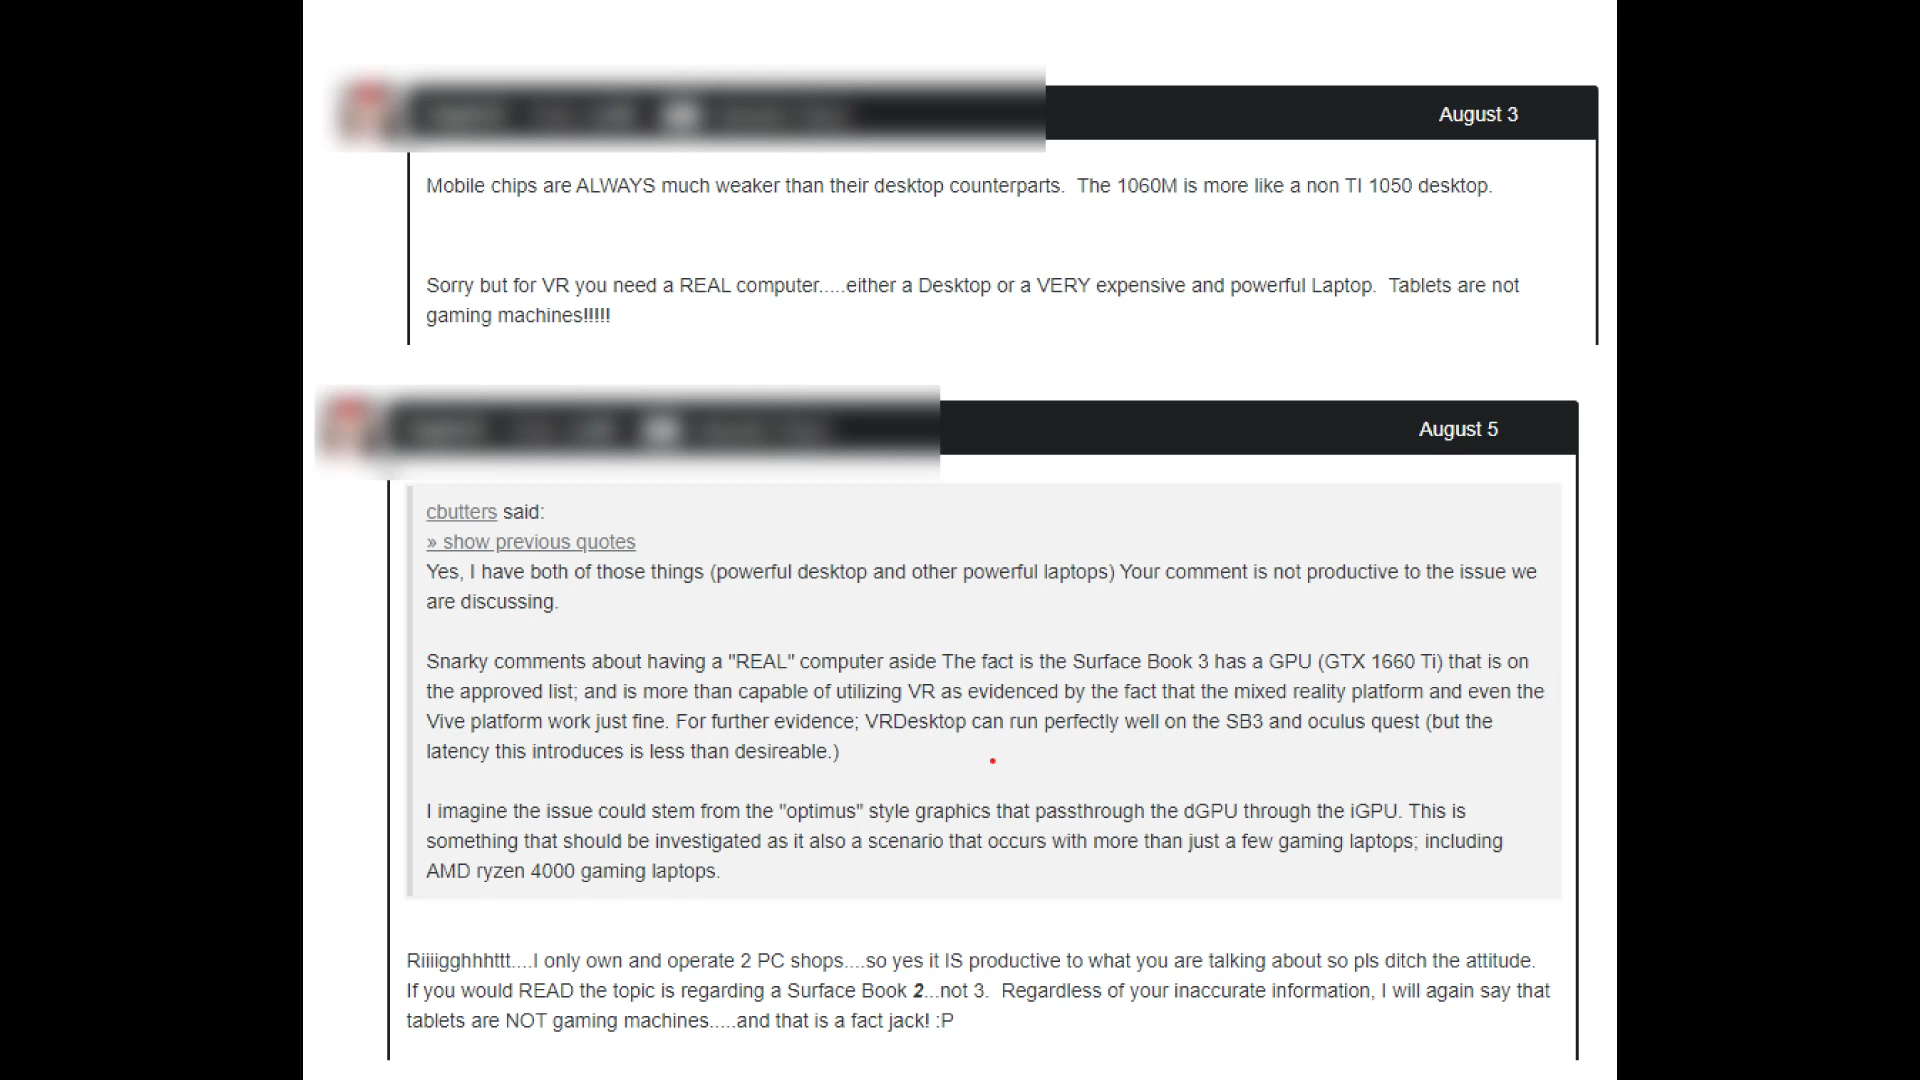 August 3
Mobile chips are ALWAYS much weaker than their desktop counterparts.  The 1060M is more like a non TI 1050 desktop.
Sorry but for VR you need a REAL computer.....either a Desktop or a VERY expensive and powerful Laptop.  Tablets are not
gaming machines!!!!!
August 5
cbutters said:
» show previous quotes
Yes, I have both of those things (powerful desktop and other powerful laptops) Your comment is not productive to the issue we
are discussing.
Snarky comments about having a "REAL" computer aside The fact is the Surface Book 3 has a GPU (GTX 1660 Ti) that is on
the approved list; and is more than capable of utilizing VR as evidenced by the fact that the mixed reality platform and even the
Vive platform work just fine. For further evidence; VRDesktop can run perfectly well on the SB3 and oculus quest (but the
latency this introduces is less than desireable.)
I imagine the issue could stem from the "optimus" style graphics that passthrough the dGPU through the iGPU. This is
something that should be investigated as it also a scenario that occurs with more than just a few gaming laptops; including
AMD ryzen 4000 gaming laptops.
Riiiigghhhttt....I only own and operate 2 PC shops....so yes it IS productive to what you are talking about so pls ditch the attitude.
If you would READ the topic is regarding a Surface Book 2...not 3.  Regardless of your inaccurate information, I will again say that
tablets are NOT gaming machines.....and that is a fact jack! :P